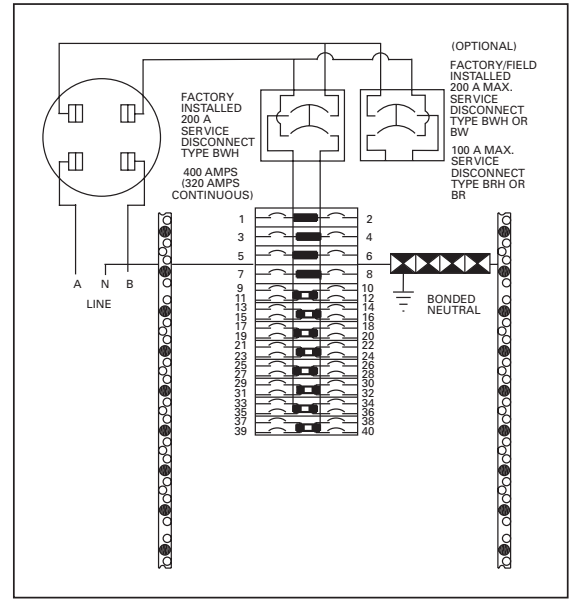 (OPTIONAL)
FACTORY/FIELD
INSTALLED
200 A MAX.
SERVICE
DISCONNECT
TYPE BWH OR
BW
100 A MAX.
SERVICE
DISCONNECT
TYPE BRH OR
BR
FACTORY
INSTALLED
200 A
SERVICE
DISCONNECT
TYPE BWH
400 AMPS
(320 AMPS
CONTINUOUS)
1 2
3 4
5 6
7 8
9 10
11 12
13 14
15 16
17 18
19 20
21 22
23 24
25 26
27 28
29 30
31 32
33 34
35 36
37 38
39 40
A N B
LINE
BONDED
NEUTRAL